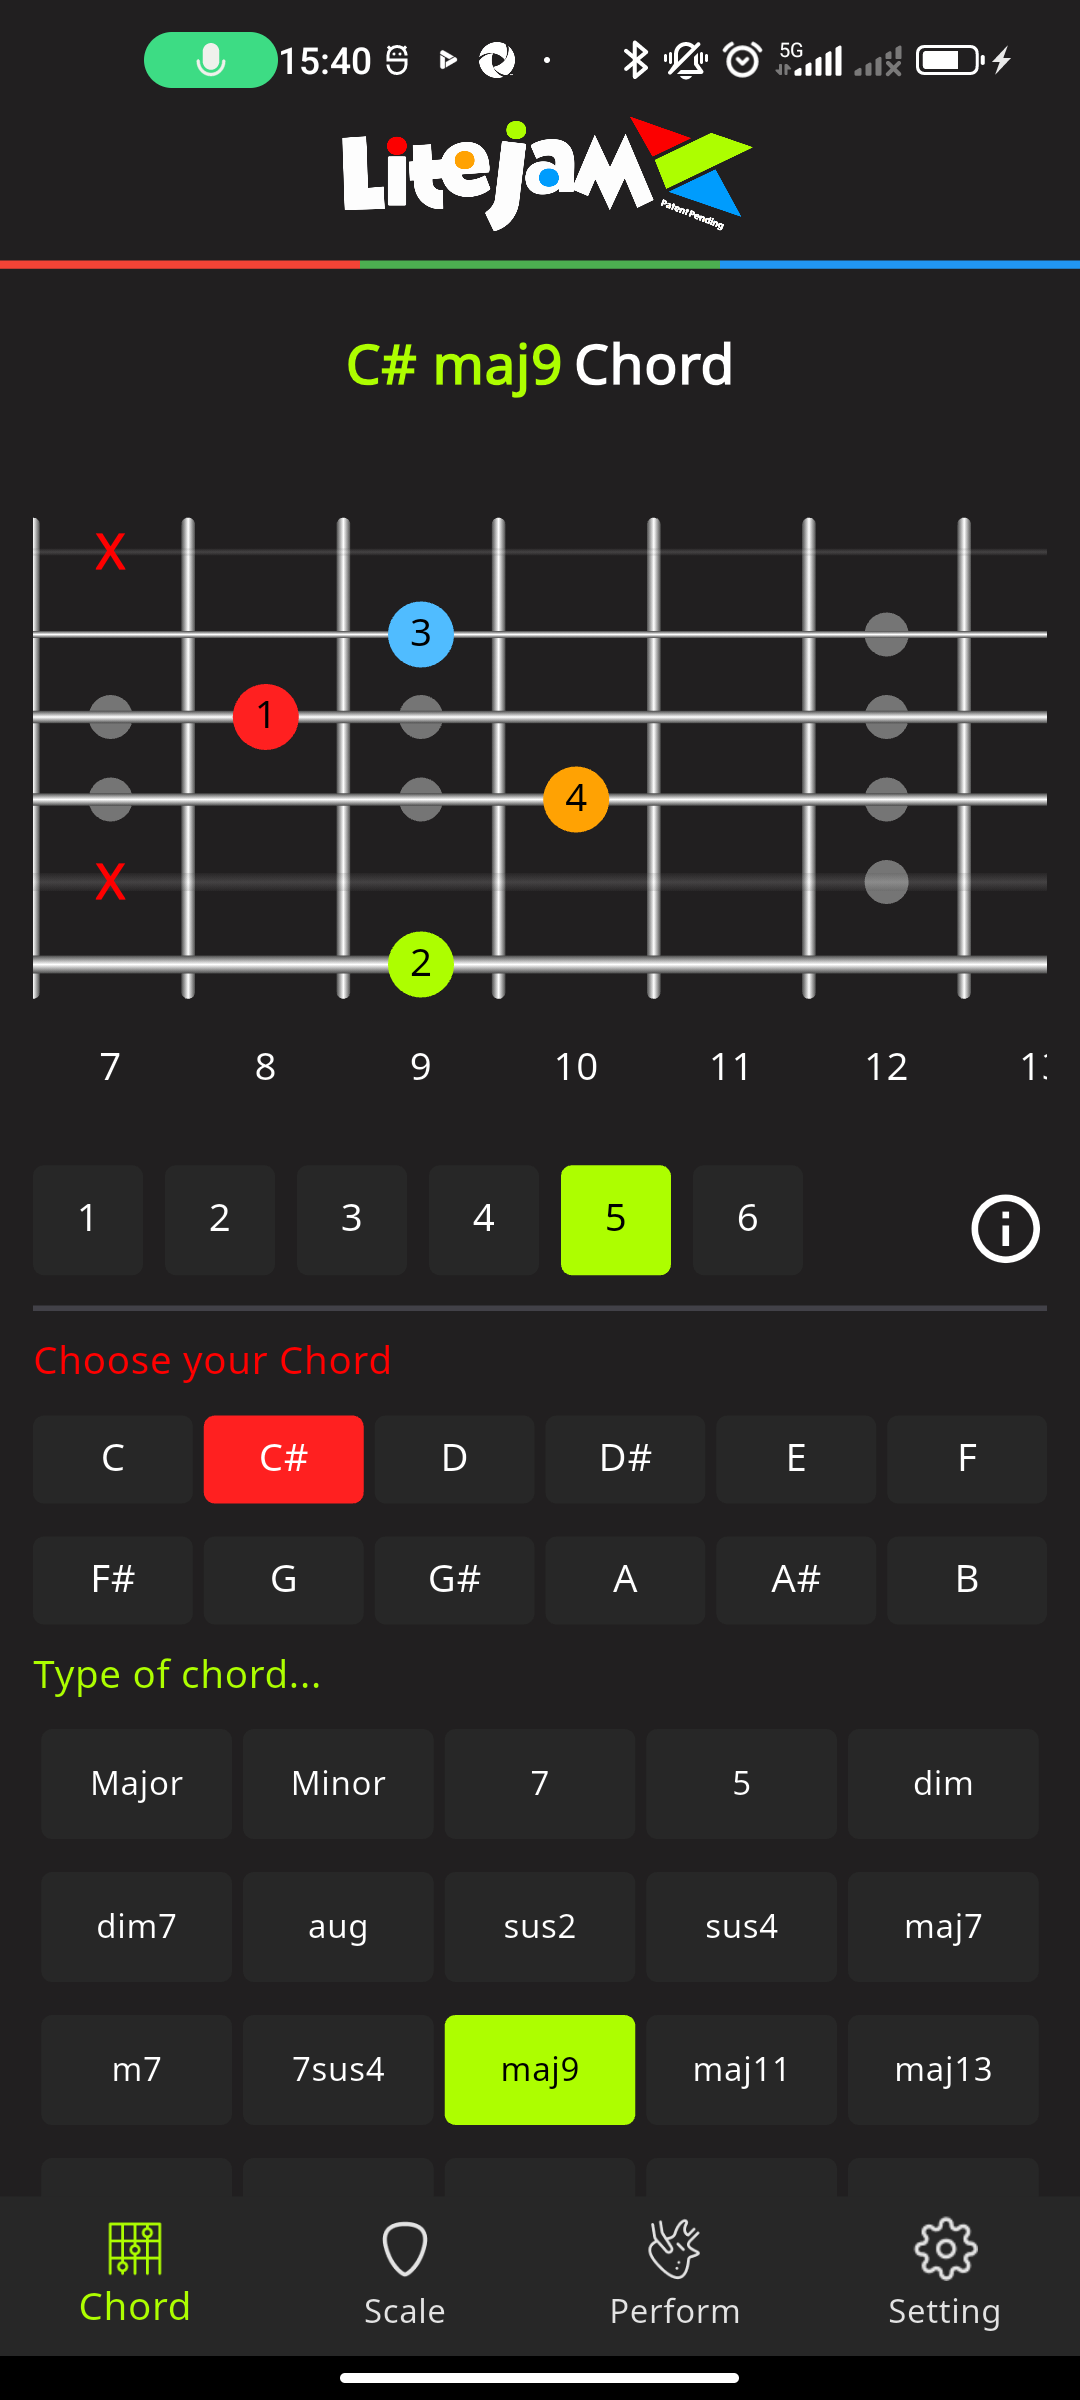 15:40
5G
Litejam
Patent Pending
C# maj9 Chord
X
3
1
4
X
2
7 8 9 10 11 12
1 2 3 4 5 6
Choose your Chord
C C# D D# E F
F# G G# A A# B
Type of chord...
Major Minor 7 5 dim
dim7 aug sus2 sus4 maj7
m7 7sus4 maj9 maj11 maj13
Chord Scale Perform Setting